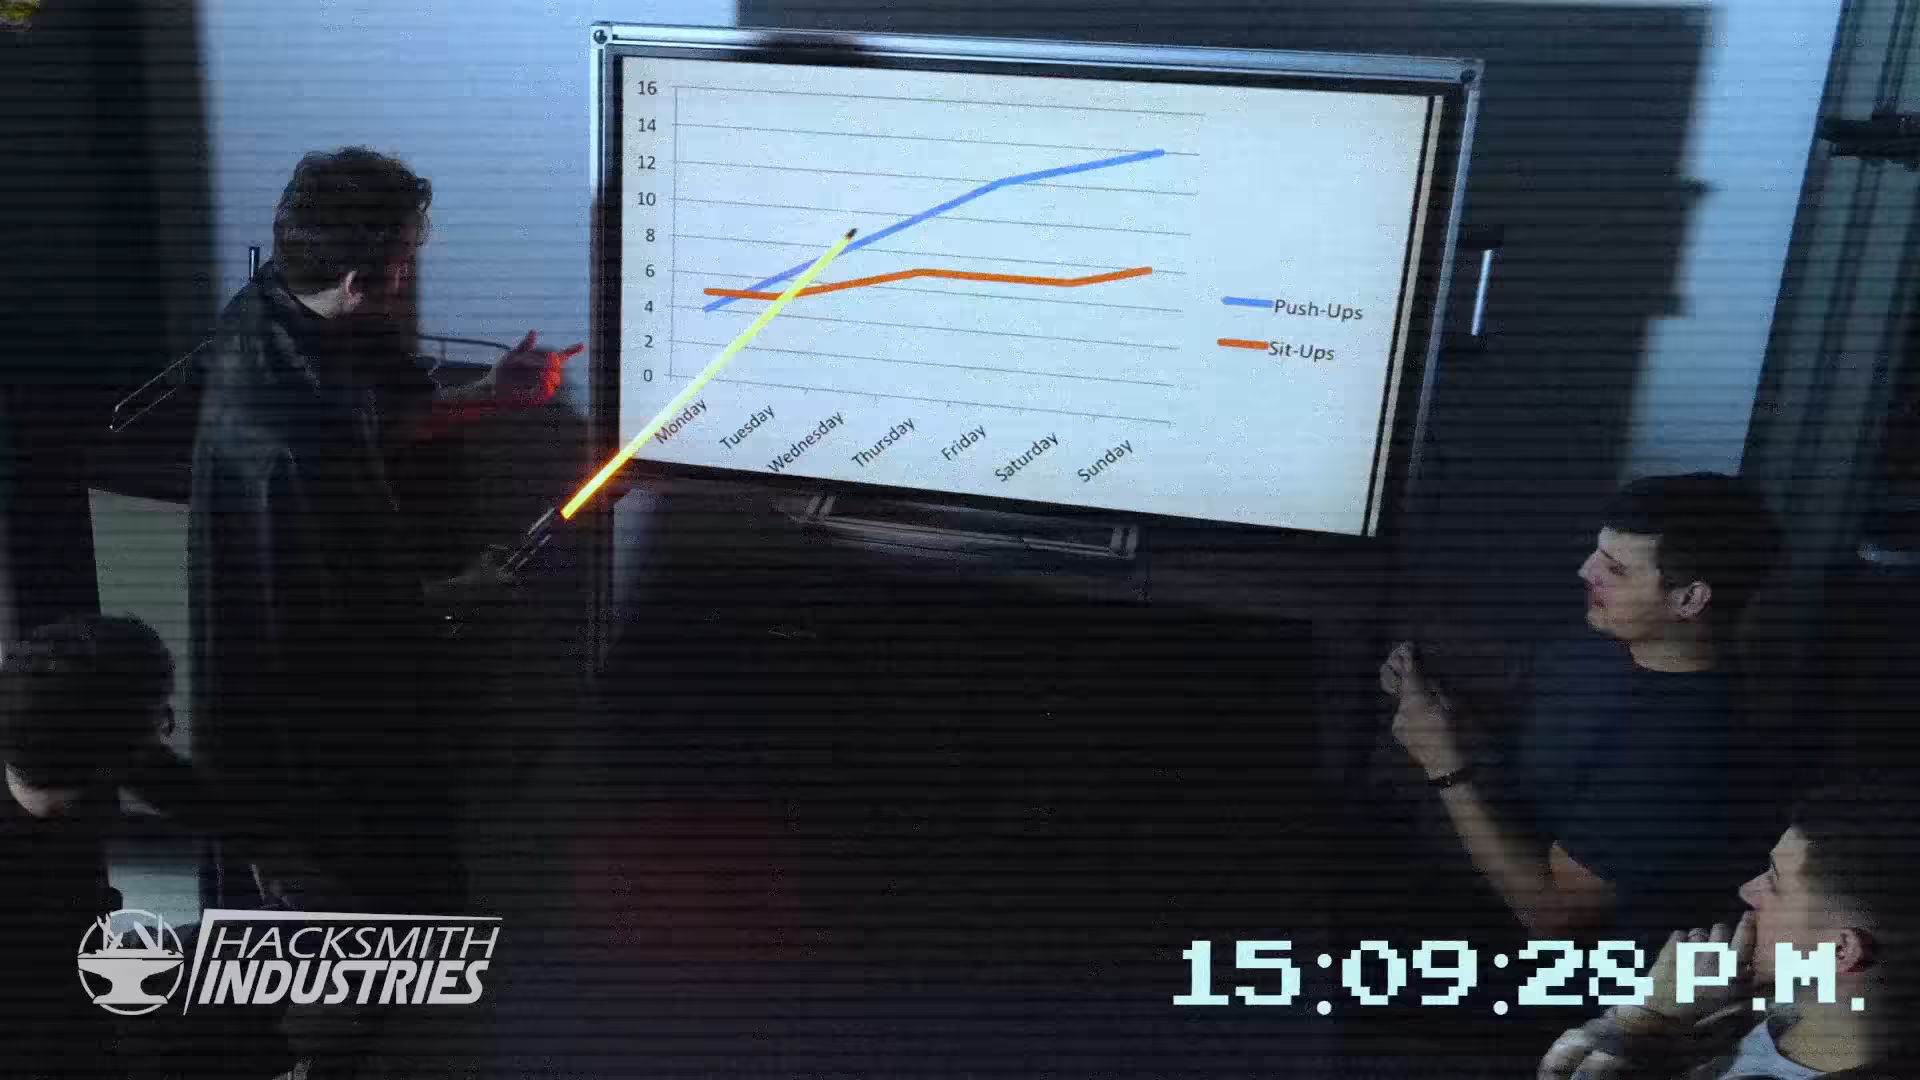 16
14
12
10
8
6
4
2
0
Monday
Tuesday
Wednesday
Thursday
Friday
Saturday
Sunday
Push-Ups
Sit-Ups
HACKSMITH
INDUSTRIES
15:09:28 P.M.